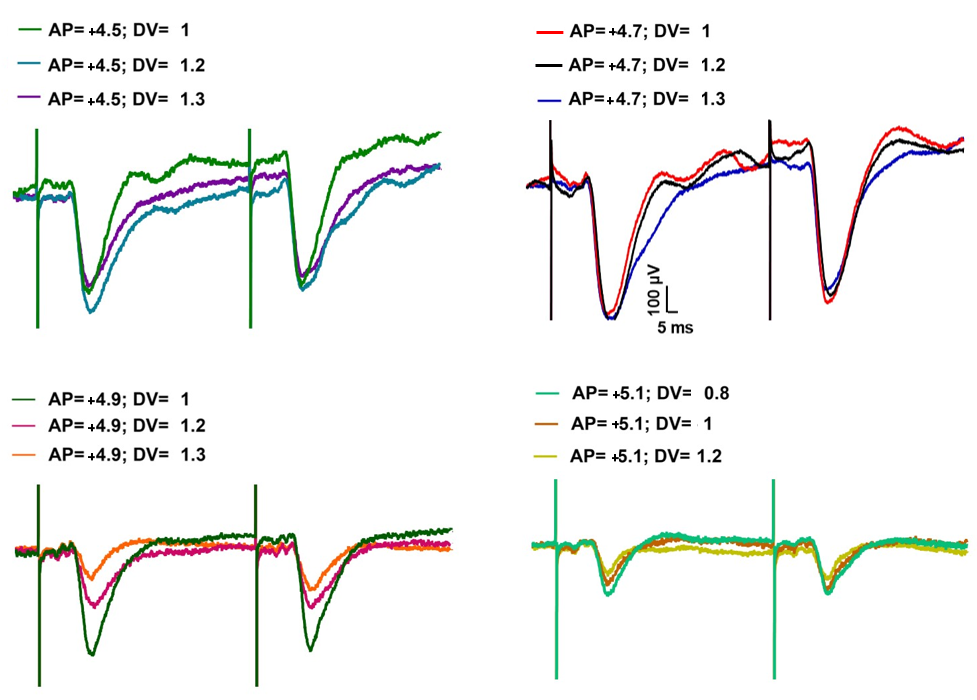 AP= +4.5; DV= 1
AP= +4.5; DV= 1.2
AP= +4.5; DV= 1.3
AP= +4.7; DV= 1
AP= +4.7; DV= 1.2
AP= +4.7; DV= 1.3
100 µV
5 ms
AP= +4.9; DV= 1
AP= +4.9; DV= 1.2
AP= +4.9; DV= 1.3
AP= +5.1; DV= 0.8
AP= +5.1; DV= 1
AP= +5.1; DV= 1.2